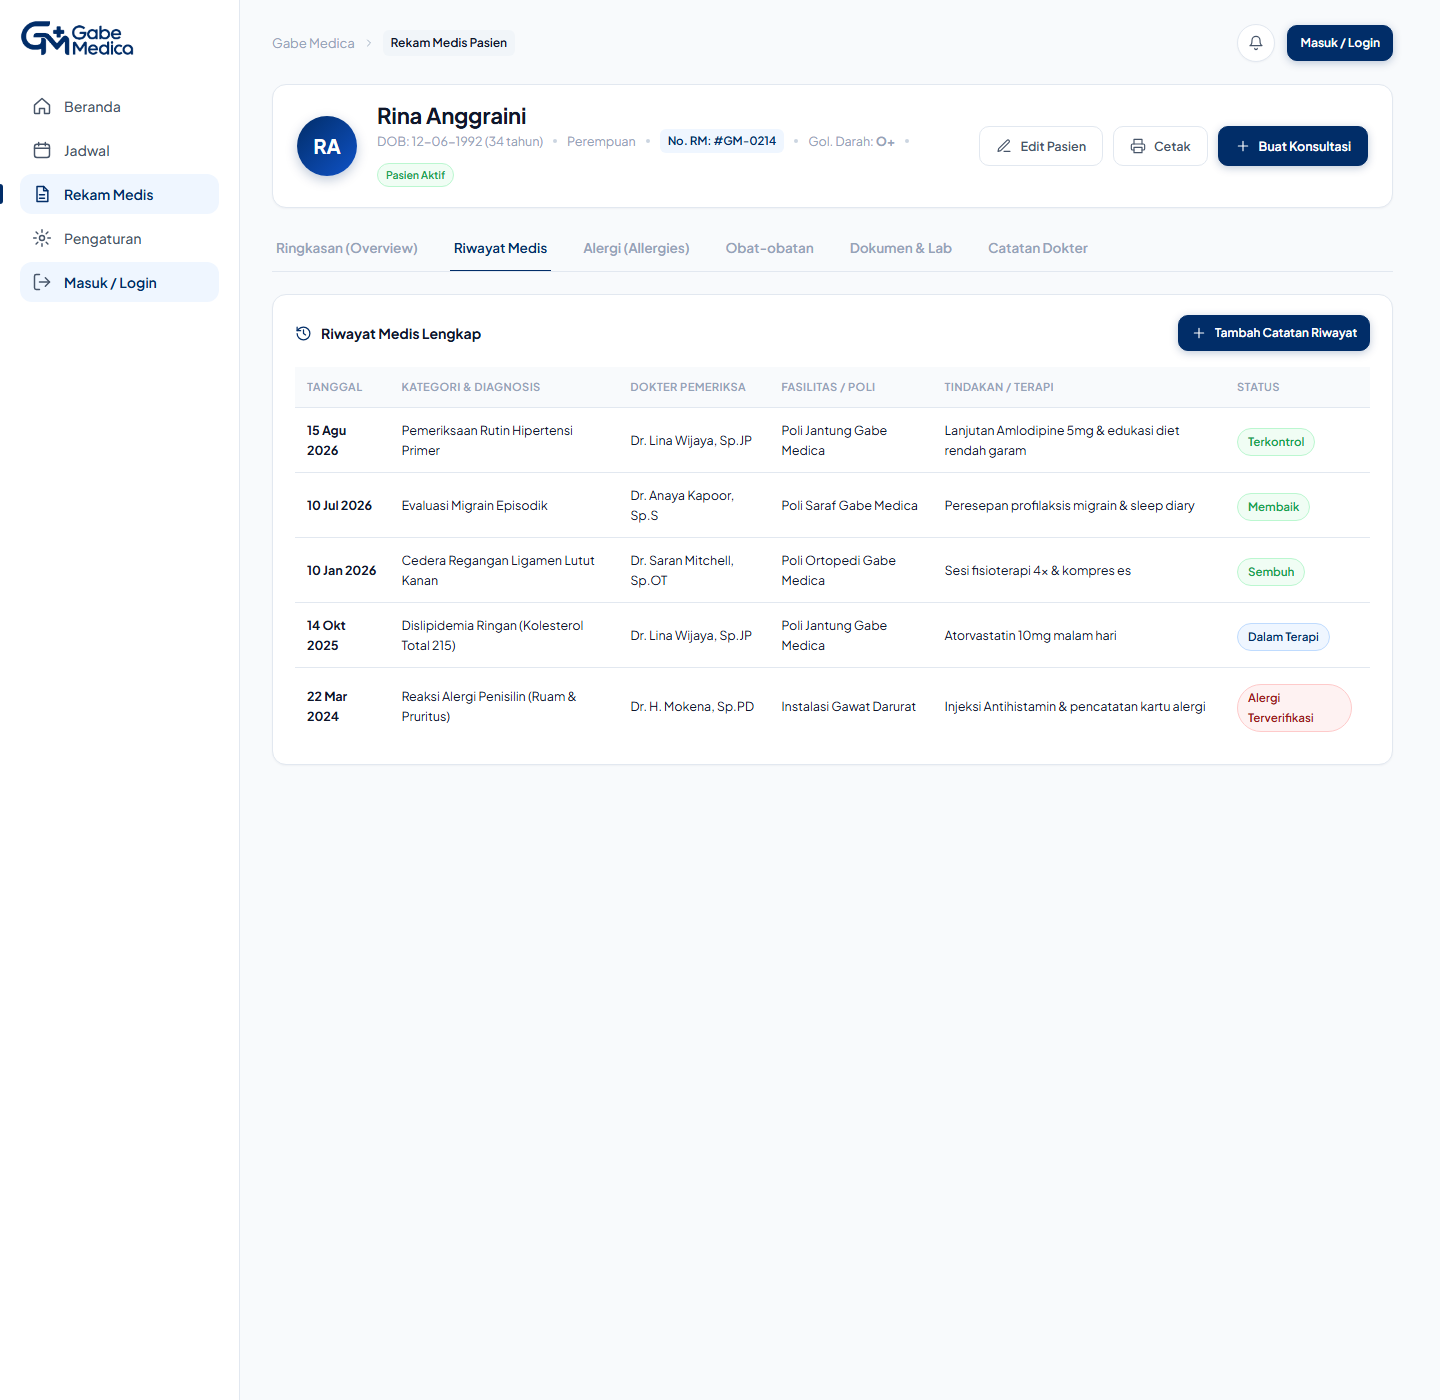 Gabe
Medica
Beranda
Jadwal
Rekam Medis
Pengaturan
Masuk / Login
Gabe Medica > Rekam Medis Pasien
Masuk / Login
RA
Rina Anggraini
DOB: 12-06-1992 (34 tahun) • Perempuan • No. RM: #GM-0214 • Gol. Darah: O+ •
Pasien Aktif
Edit Pasien
Cetak
+ Buat Konsultasi
Ringkasan (Overview)
Riwayat Medis
Alergi (Allergies)
Obat-obatan
Dokumen & Lab
Catatan Dokter
Riwayat Medis Lengkap
+ Tambah Catatan Riwayat
TANGGAL
KATEGORI & DIAGNOSIS
DOKTER PEMERIKSA
FASILITAS / POLI
TINDAKAN / TERAPI
STATUS
15 Agu
2026
Pemeriksaan Rutin Hipertensi
Primer
Dr. Lina Wijaya, Sp.JP
Poli Jantung Gabe
Medica
Lanjutan Amlodipine 5mg & edukasi diet
rendah garam
Terkontrol
10 Jul 2026
Evaluasi Migrain Episodik
Dr. Anaya Kapoor,
Sp.S
Poli Saraf Gabe Medica
Peresepan profilaksis migrain & sleep diary
Membaik
10 Jan 2026
Cedera Regangan Ligamen Lutut
Kanan
Dr. Saran Mitchell,
Sp.OT
Poli Ortopedi Gabe
Medica
Sesi fisioterapi 4x & kompres es
Sembuh
14 Okt
2025
Dislipidemia Ringan (Kolesterol
Total 215)
Dr. Lina Wijaya, Sp.JP
Poli Jantung Gabe
Medica
Atorvastatin 10mg malam hari
Dalam Terapi
22 Mar
2024
Reaksi Alergi Penisilin (Ruam &
Pruritus)
Dr. H. Mokena, Sp.PD
Instalasi Gawat Darurat
Injeksi Antihistamin & pencatatan kartu alergi
Alergi
Terverifikasi